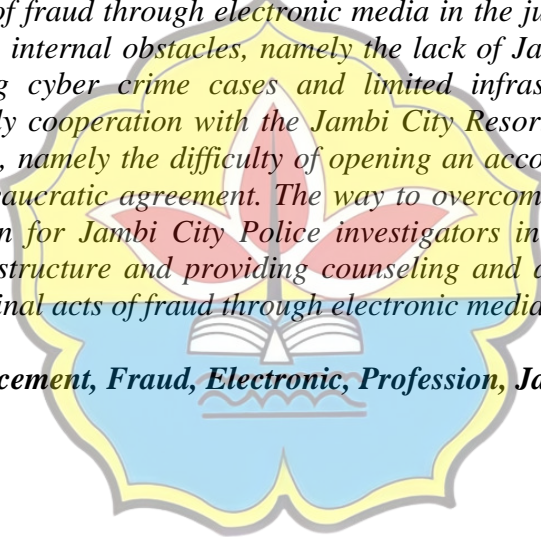 of fraud through electronic media in the ju
internal obstacles, namely the lack of Ja
g cyber crime cases and limited infras
ly cooperation with the Jambi City Resor
, namely the difficulty of opening an acco
aucratic agreement. The way to overcom
n for Jambi City Police investigators in
structure and providing counseling and a
inal acts of fraud through electronic media
cement, Fraud, Electronic, Profession, Ja